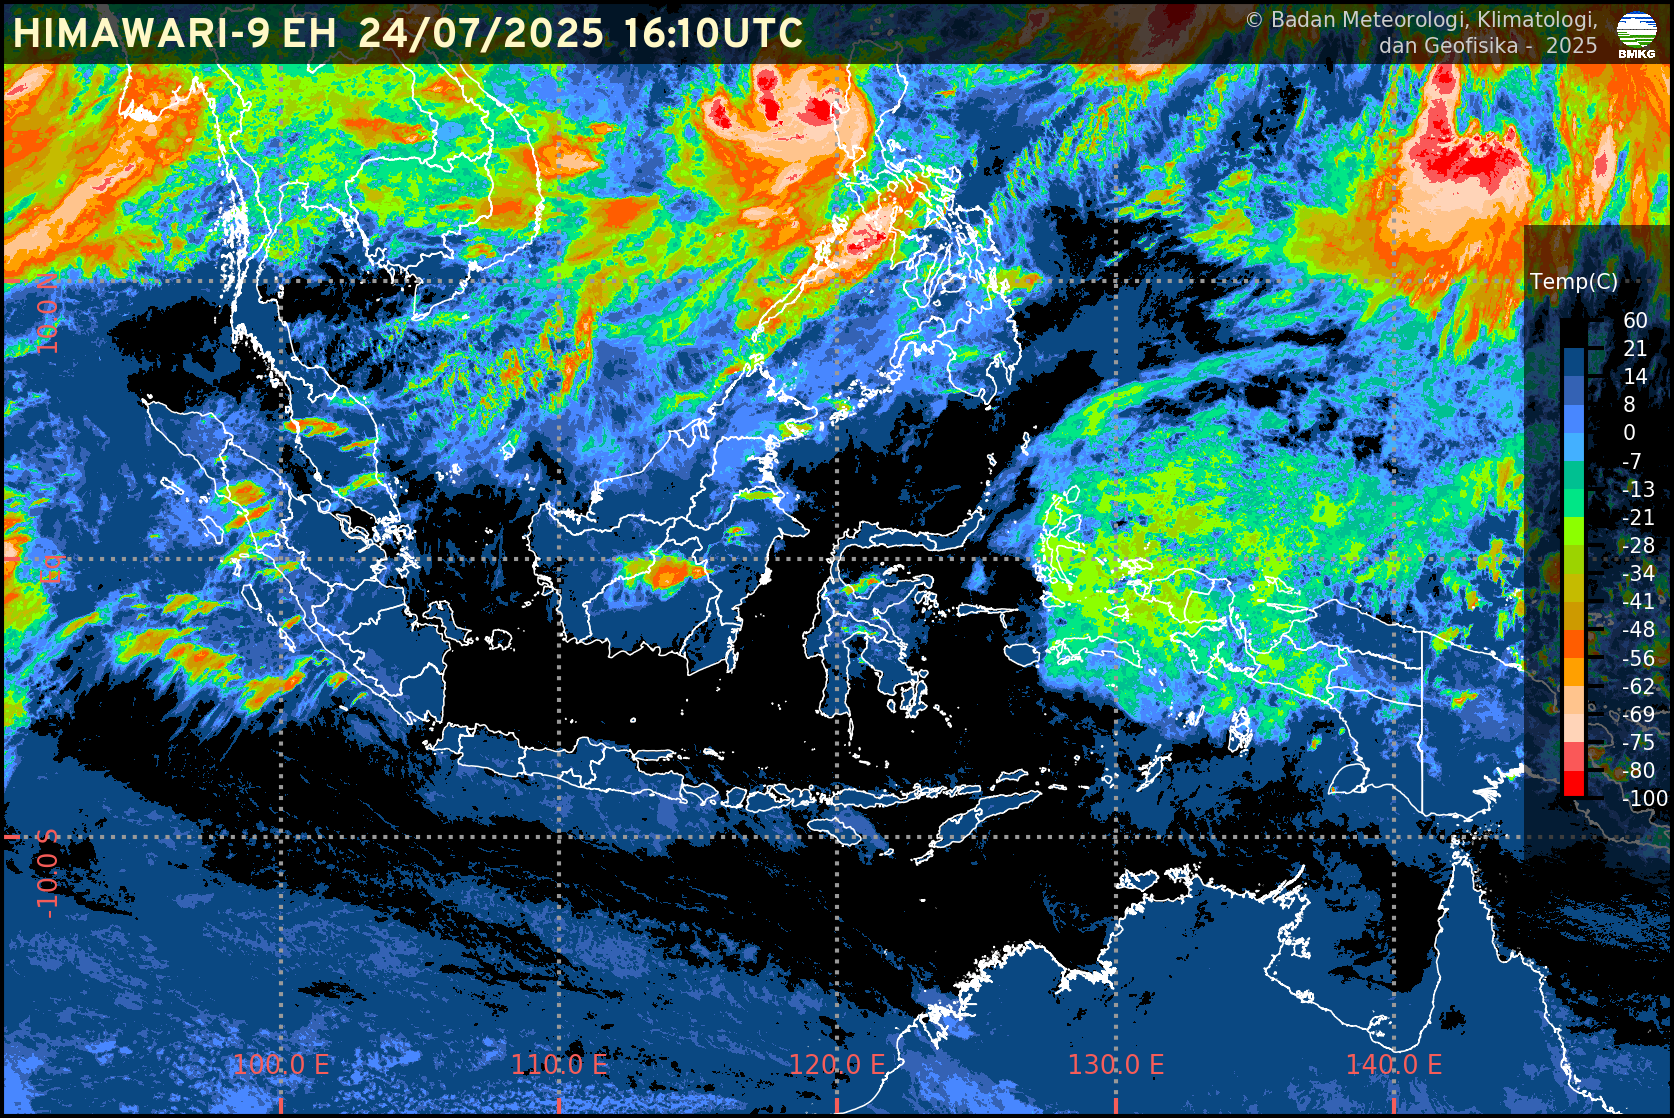 HIMAWARI-9 EH 24/07/2025 16:10UTC
© Badan Meteorologi, Klimatologi,
dan Geofisika - 2025
BMKG
Temp(C)
60
21
14
8
0
-7
-13
-21
-28
-34
-41
-48
-56
-62
-69
-75
-80
-100
10.0 N
Eq
-10.0 S
100.0 E
110.0 E
120.0 E
130.0 E
140.0 E